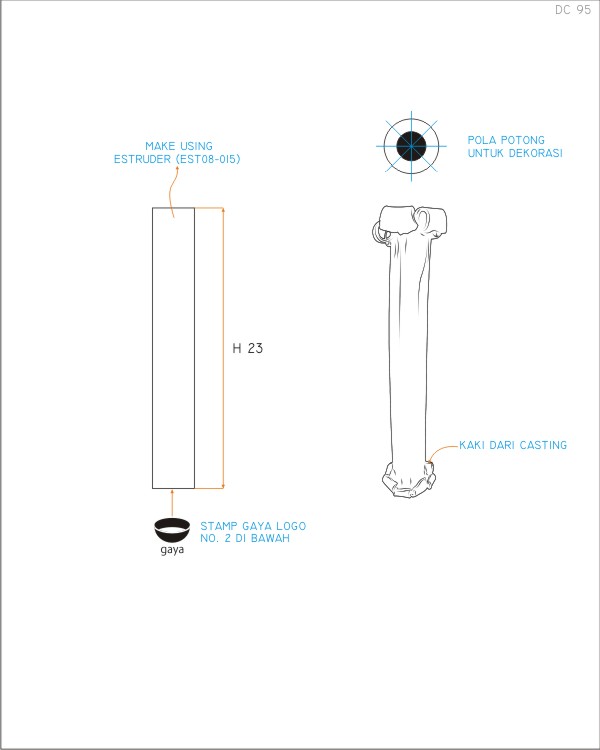 DC 95
MAKE USING
ESTRUDER (EST08-015)
POLA POTONG
UNTUK DEKORASI
H 23
KAKI DARI CASTING
STAMP GAYA LOGO
NO. 2 DI BAWAH
gaya